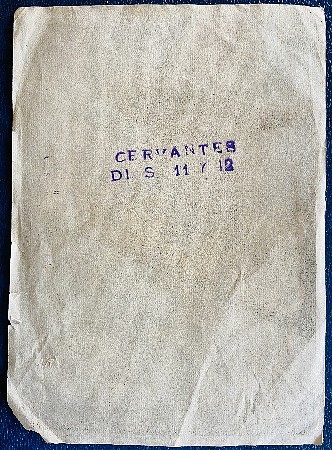 CERVANTES
DI S 11 Y 12